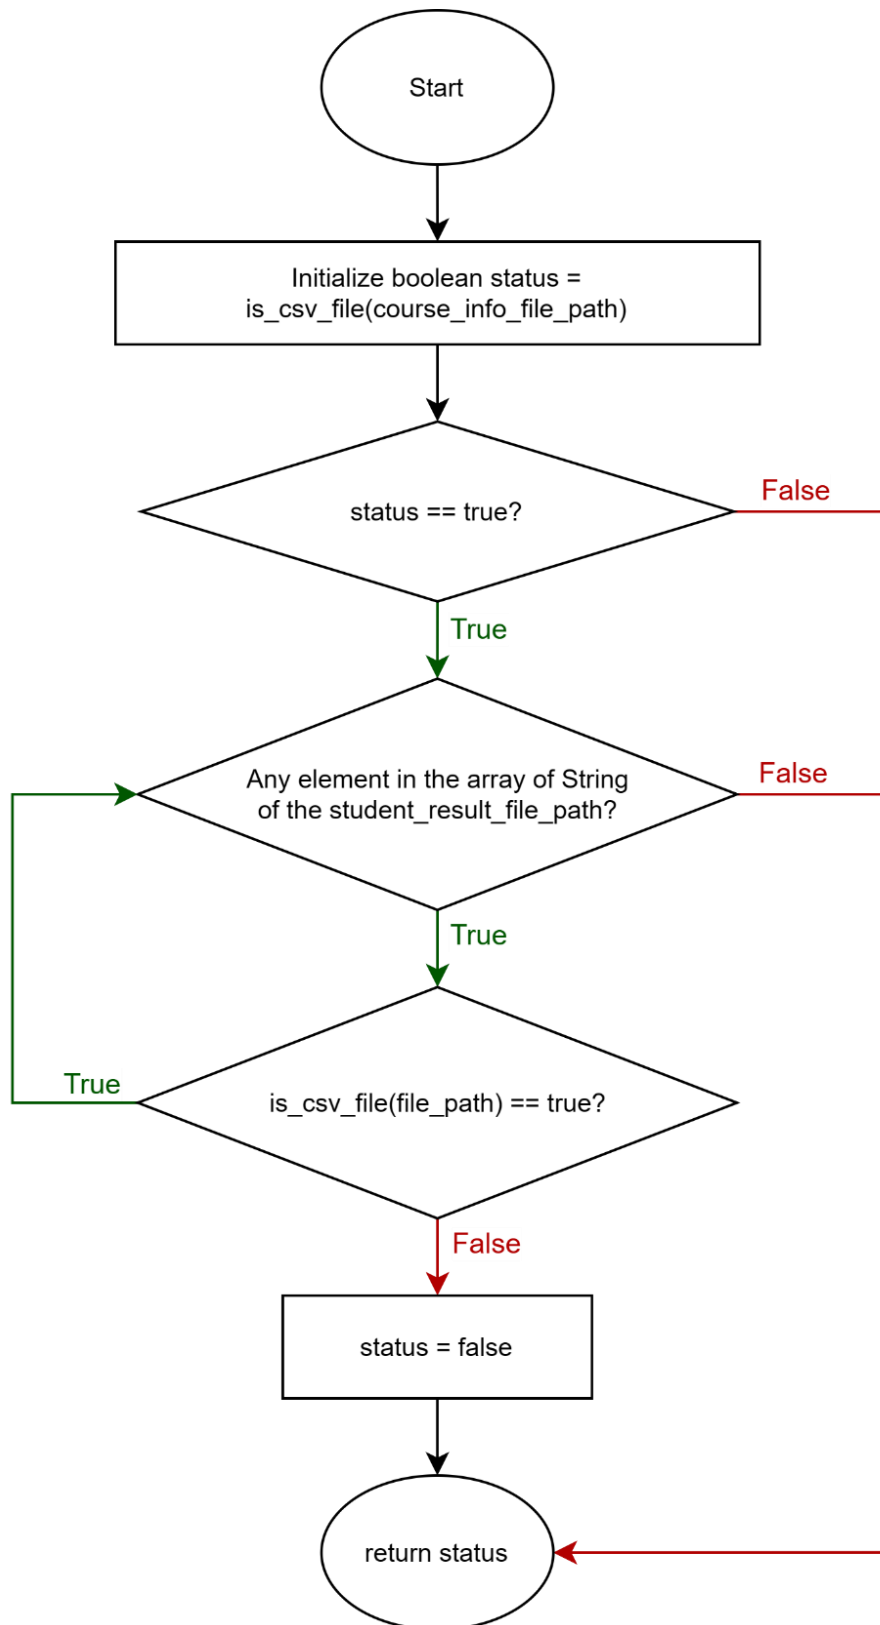 Start
Initialize boolean status =
is_csv_file(course_info_file_path)
status == true?
False
True
Any element in the array of String
of the student_result_file_path?
False
True
is_csv_file(file_path) == true?
True
False
status = false
return status